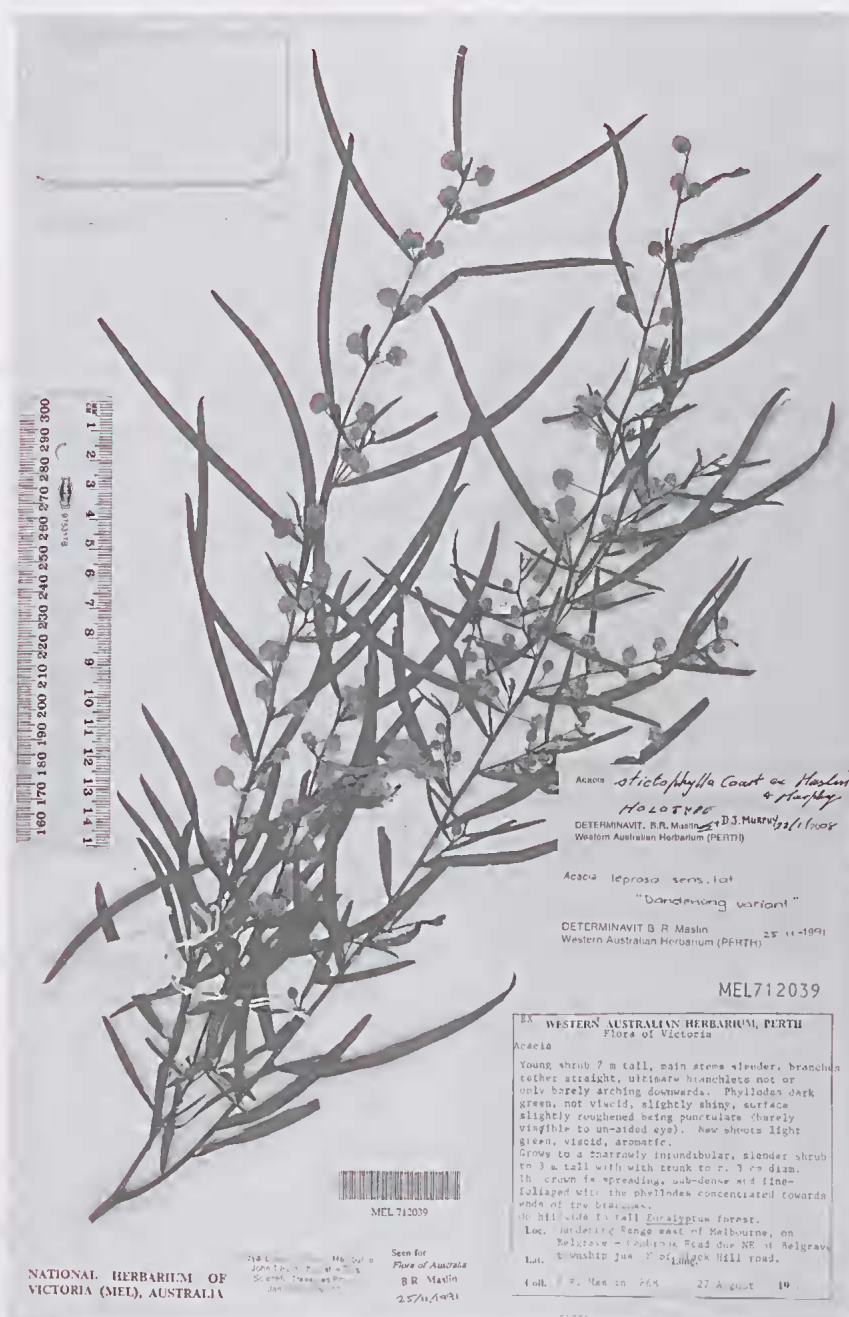 160 170 180 190 200 210 220 230 240 250 260 270 280 290 300
1 2 3 4 5 6 7 8 9 10 11 12 13 14 1
Acacia stictophylla Court ex Maslin
& Murphy
HOLOTYPE
DETERMINAVIT. B.R. Maslin & D.J. MURPHY 22/1/2008
Western Australian Herbarium (PERTH)
Acacia leprosa sens. lat
"Dandenong variant"
DETERMINAVIT B R Maslin 25 11-1991
Western Australian Herbarium (PERTH)
MEL712039
EX WESTERN AUSTRALIAN HERBARIUM, PERTH
Flora of Victoria
Acacia
Young shrub 2 m tall, main stems slender, branches
rather straight, ultimate branchlets not or
only barely arching downwards. Phyllodes dark
green, not viscid, slightly shiny, surface
slightly roughened being punctulate (barely
visible to un-aided eye). New shoots light
green, viscid, aromatic.
Grows to a narrowly infundibular, slender shrub
to 3 m tall with with trunk to c. 3 cm diam.
crown is spreading, sub-dense and fine-
foliaged with the phyllodes concentrated towards
ends of the branches.
On hillside in tall Eucalyptus forest.
Loc. Range east of Melbourne, on
Belgrave - Road due NE of Belgrave
Lat. township Long. Hill road.
Coll. 27 August
MEL 712039
Seen for
Flora of Australia
B R Maslin
25/11/1991
NATIONAL HERBARIUM OF
VICTORIA (MEL), AUSTRALIA